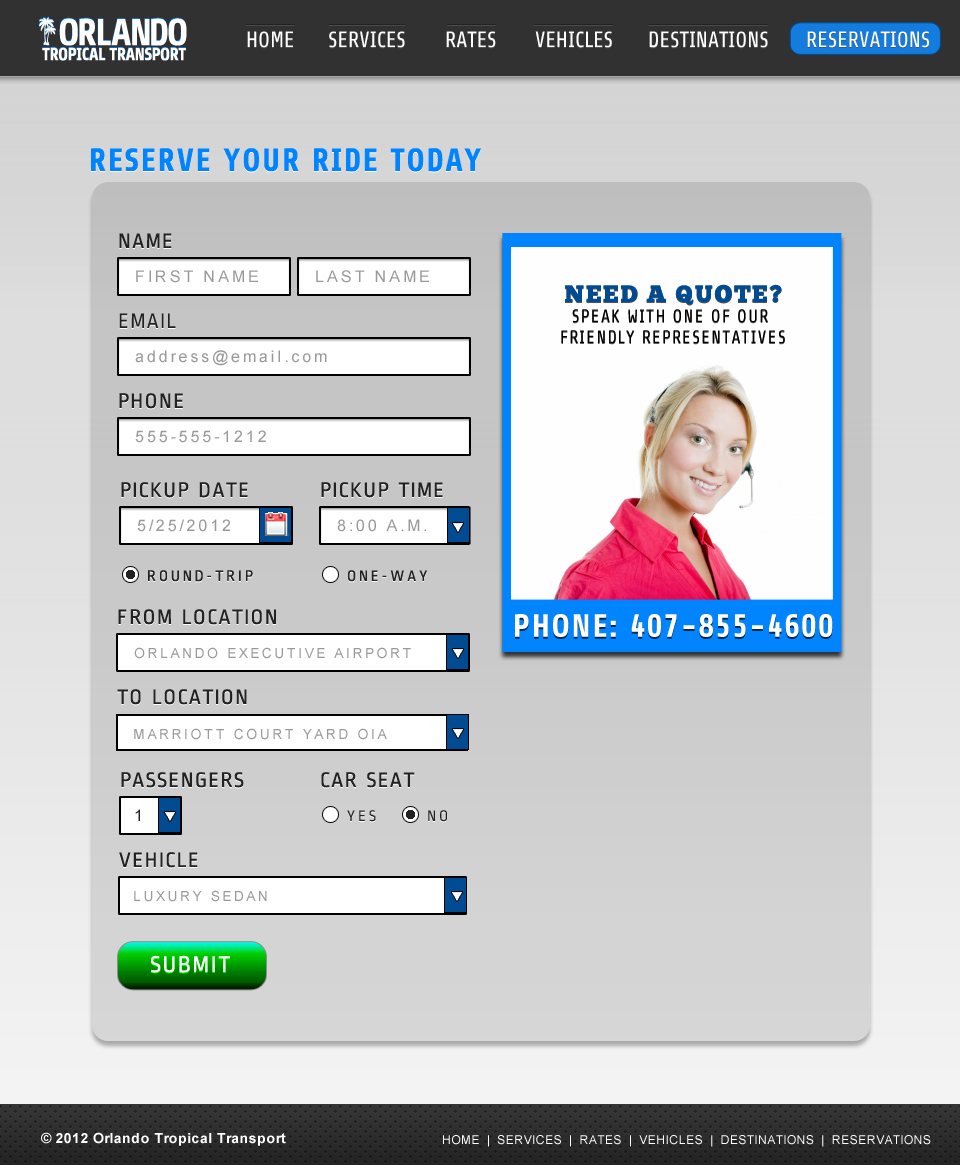 ORLANDO
TROPICAL TRANSPORT
HOME SERVICES RATES VEHICLES DESTINATIONS RESERVATIONS
RESERVE YOUR RIDE TODAY
NAME
FIRST NAME LAST NAME
EMAIL
address@email.com
PHONE
555-555-1212
PICKUP DATE PICKUP TIME
5/25/2012 8:00 A.M.
ROUND-TRIP ONE-WAY
FROM LOCATION
ORLANDO EXECUTIVE AIRPORT
TO LOCATION
MARRIOTT COURT YARD OIA
PASSENGERS CAR SEAT
1 YES NO
VEHICLE
LUXURY SEDAN
SUBMIT
NEED A QUOTE?
SPEAK WITH ONE OF OUR
FRIENDLY REPRESENTATIVES
PHONE: 407-855-4600
© 2012 Orlando Tropical Transport
HOME | SERVICES | RATES | VEHICLES | DESTINATIONS | RESERVATIONS